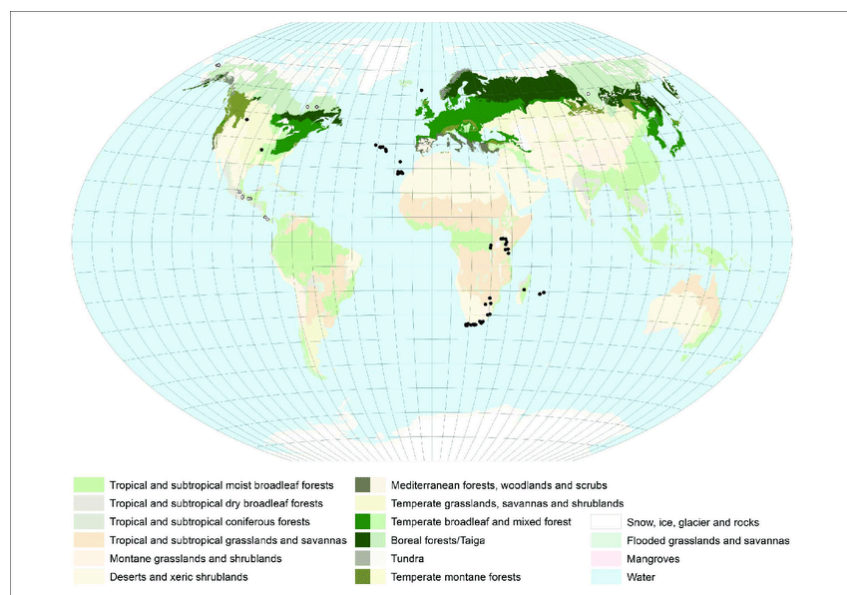 Tropical and subtropical moist broadleaf forests
Tropical and subtropical dry broadleaf forests
Tropical and subtropical coniferous forests
Tropical and subtropical grasslands and savannas
Montane grasslands and shrublands
Deserts and xeric shrublands
Mediterranean forests, woodlands and scrubs
Temperate grasslands, savannas and shrublands
Temperate broadleaf and mixed forest
Boreal forests/Taiga
Tundra
Temperate montane forests
Snow, ice, glacier and rocks
Flooded grasslands and savannas
Mangroves
Water